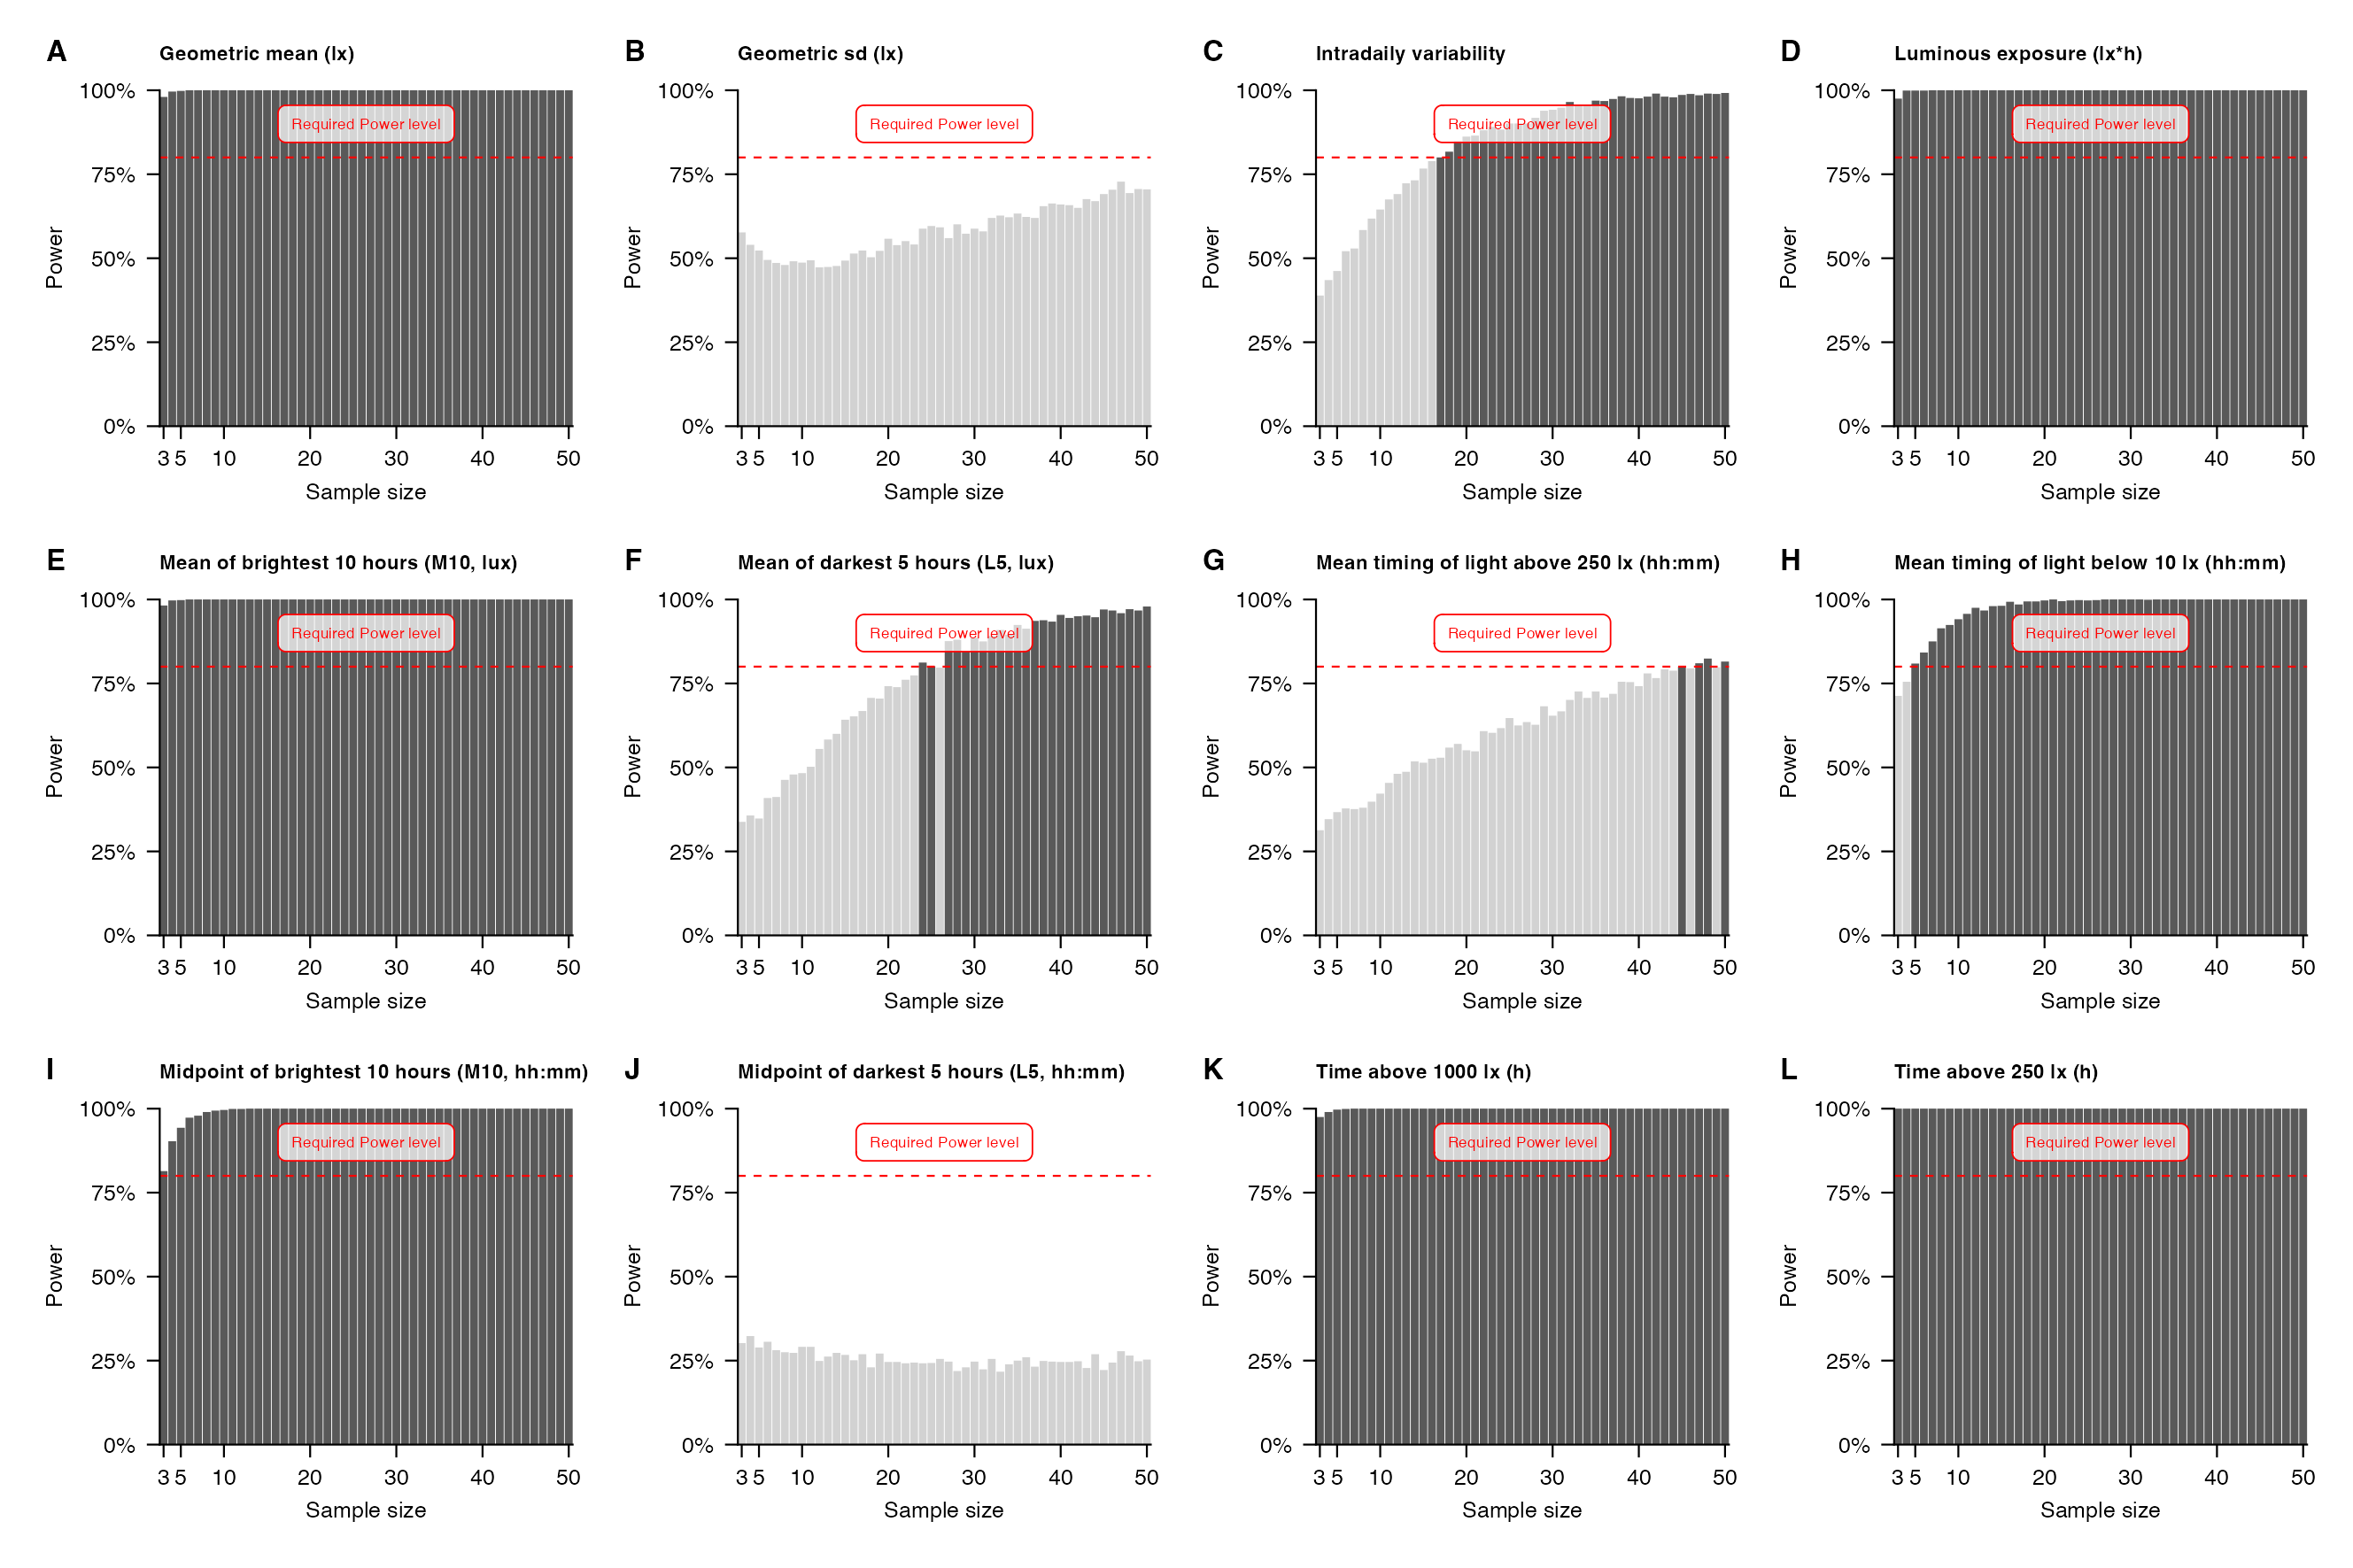 A Geometric mean (lx)
100%
75%
50%
25%
0%
Power
Required Power level
3 5 10 20 30 40 50
Sample size
B Geometric sd (lx)
100%
75%
50%
25%
0%
Power
Required Power level
3 5 10 20 30 40 50
Sample size
C Intradaily variability
100%
75%
50%
25%
0%
Power
Required Power level
3 5 10 20 30 40 50
Sample size
D Luminous exposure (lx*h)
100%
75%
50%
25%
0%
Power
Required Power level
3 5 10 20 30 40 50
Sample size
E Mean of brightest 10 hours (M10, lux)
100%
75%
50%
25%
0%
Power
Required Power level
3 5 10 20 30 40 50
Sample size
F Mean of darkest 5 hours (L5, lux)
100%
75%
50%
25%
0%
Power
Required Power level
3 5 10 20 30 40 50
Sample size
G Mean timing of light above 250 lx (hh:mm)
100%
75%
50%
25%
0%
Power
Required Power level
3 5 10 20 30 40 50
Sample size
H Mean timing of light below 10 lx (hh:mm)
100%
75%
50%
25%
0%
Power
Required Power level
3 5 10 20 30 40 50
Sample size
I Midpoint of brightest 10 hours (M10, hh:mm)
100%
75%
50%
25%
0%
Power
Required Power level
3 5 10 20 30 40 50
Sample size
J Midpoint of darkest 5 hours (L5, hh:mm)
100%
75%
50%
25%
0%
Power
Required Power level
3 5 10 20 30 40 50
Sample size
K Time above 1000 lx (h)
100%
75%
50%
25%
0%
Power
Required Power level
3 5 10 20 30 40 50
Sample size
L Time above 250 lx (h)
100%
75%
50%
25%
0%
Power
Required Power level
3 5 10 20 30 40 50
Sample size